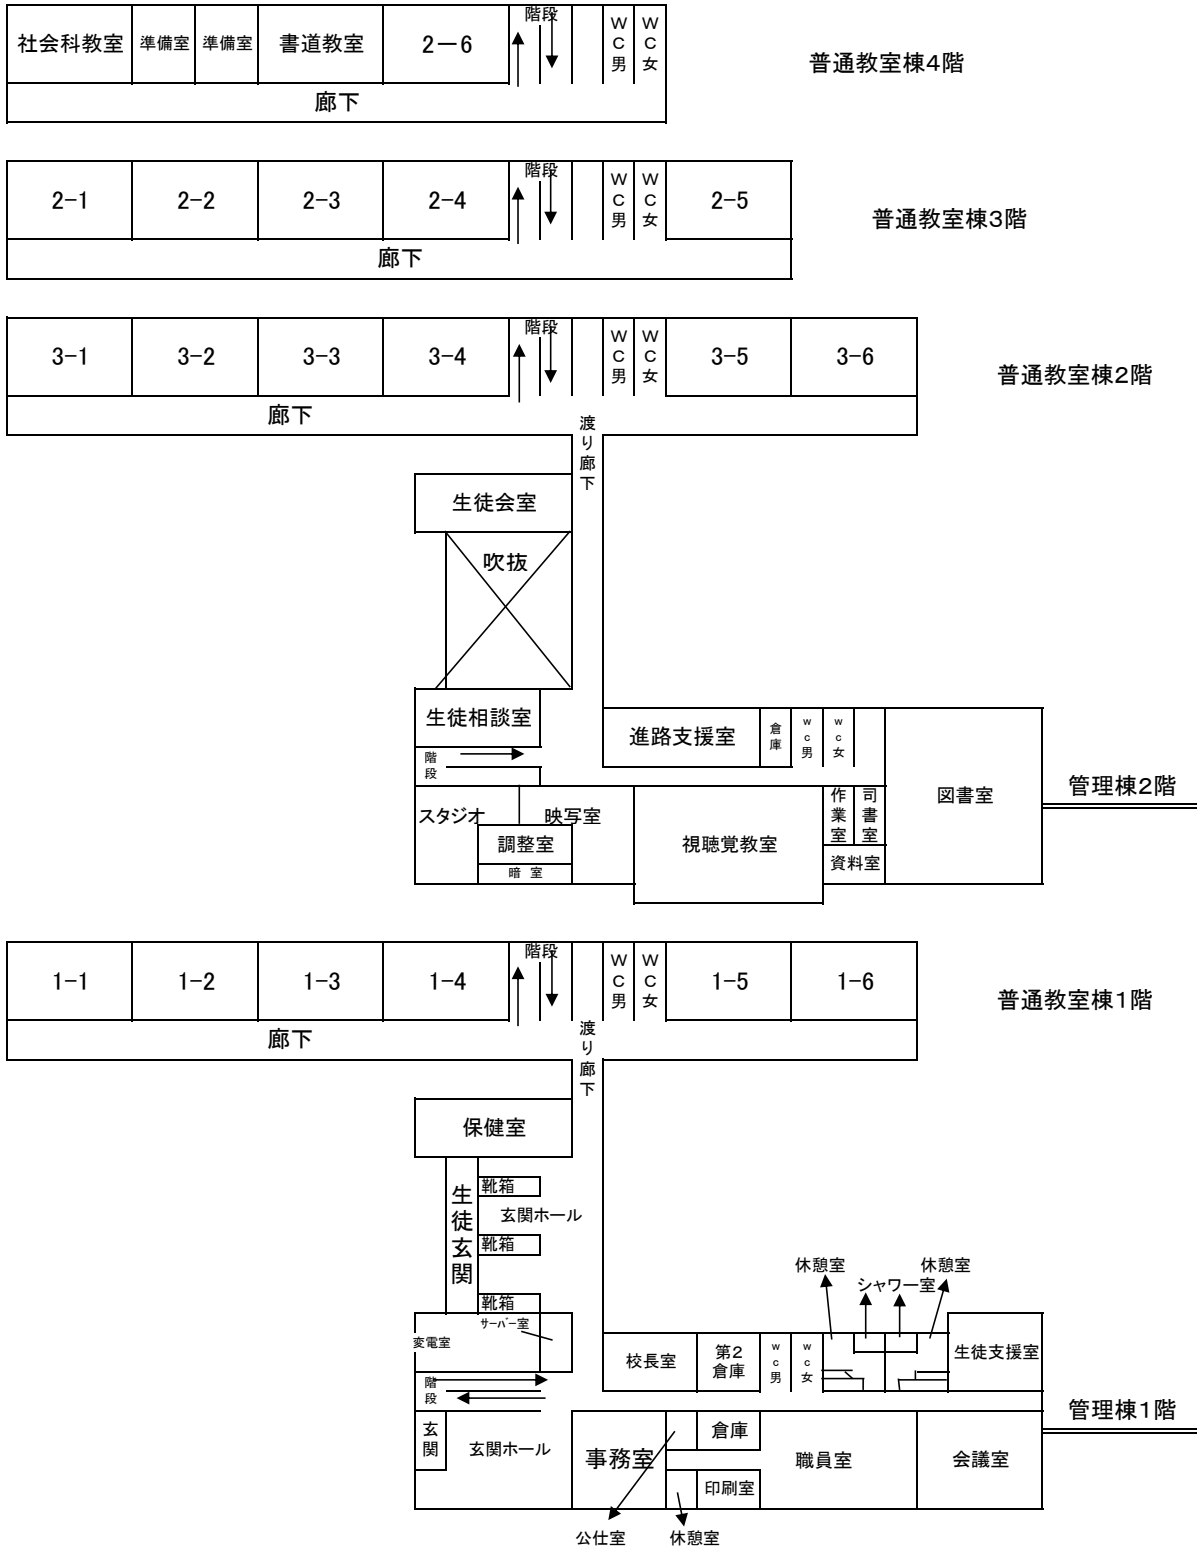 社会科教室 準備室 準備室 書道教室 2－6 階段 WC男 WC女
普通教室棟4階
廊下
2-1 2-2 2-3 2-4 階段 WC男 WC女 2-5
普通教室棟3階
廊下
3-1 3-2 3-3 3-4 階段 WC男 WC女 3-5 3-6
普通教室棟2階
廊下
渡り廊下
生徒会室
吹抜
生徒相談室
進路支援室 倉庫 wc男 wc女
階段
図書室
管理棟2階
スタジオ 映写室
調整室
暗 室
視聴覚教室
作業室 司書室
資料室
1-1 1-2 1-3 1-4 階段 WC男 WC女 1-5 1-6
普通教室棟1階
廊下
渡り廊下
保健室
生徒玄関
靴箱
玄関ホール
靴箱
靴箱
サーバー室
変電室
休憩室 シャワー室 休憩室
校長室 第2倉庫 wc男 wc女 生徒支援室
階段
管理棟1階
玄関 玄関ホール 事務室 倉庫 職員室 会議室
印刷室
公仕室 休憩室